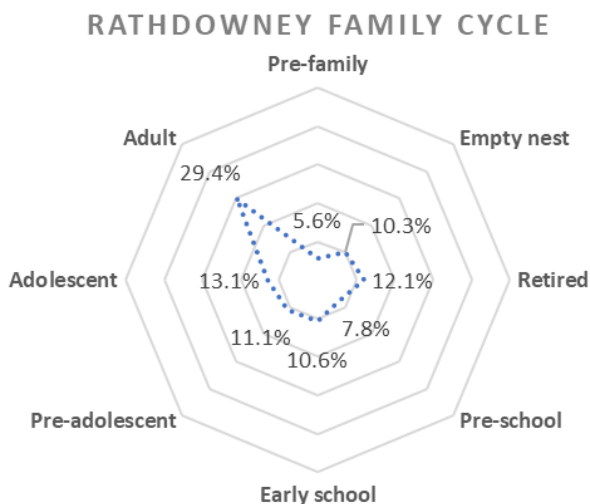 RATHDOWNEY FAMILY CYCLE
Pre-family
Adult
Empty nest
29.4%
5.6%
10.3%
Adolescent
13.1%
12.1%
Retired
11.1%
7.8%
10.6%
Pre-adolescent
Pre-school
Early school